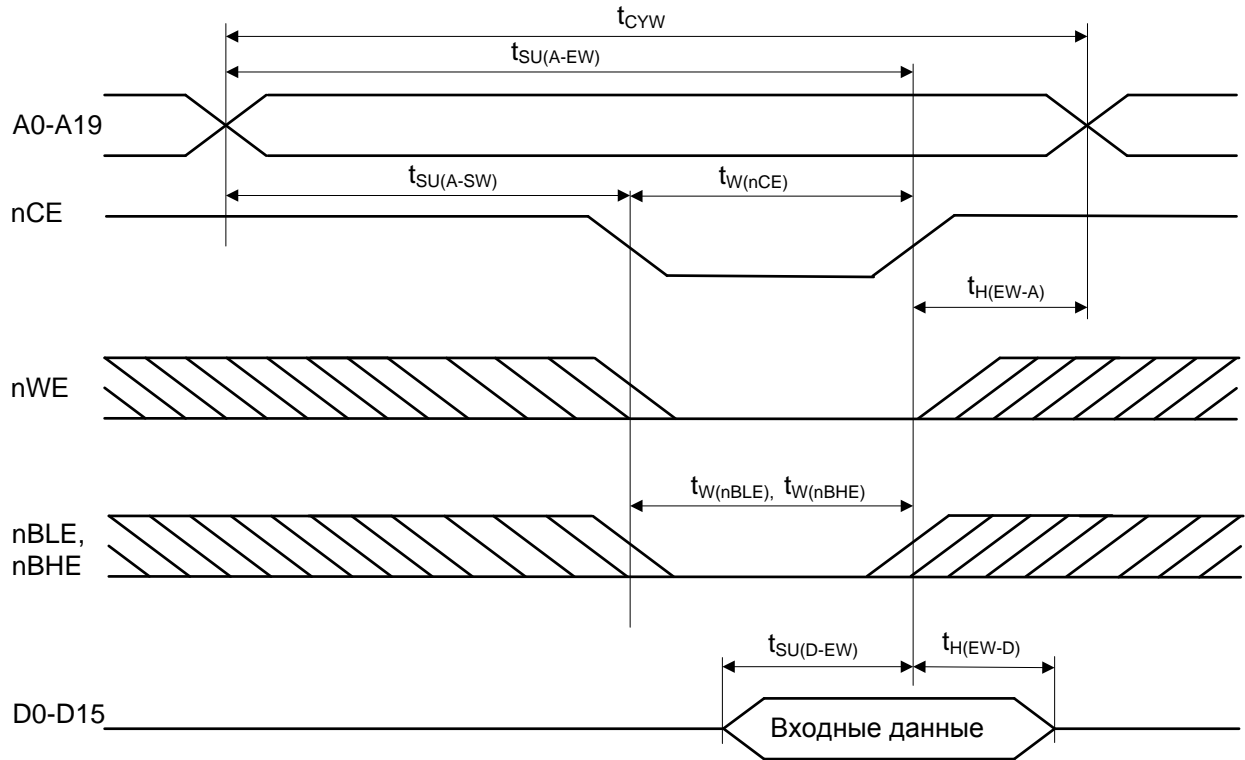 tCYW
tSU(A-EW)
A0-A19
tSU(A-SW)
tW(nCE)
nCE
tH(EW-A)
nWE
tW(nBLE), tW(nBHE)
nBLE,
nBHE
tSU(D-EW)
tH(EW-D)
D0-D15
Входные данные